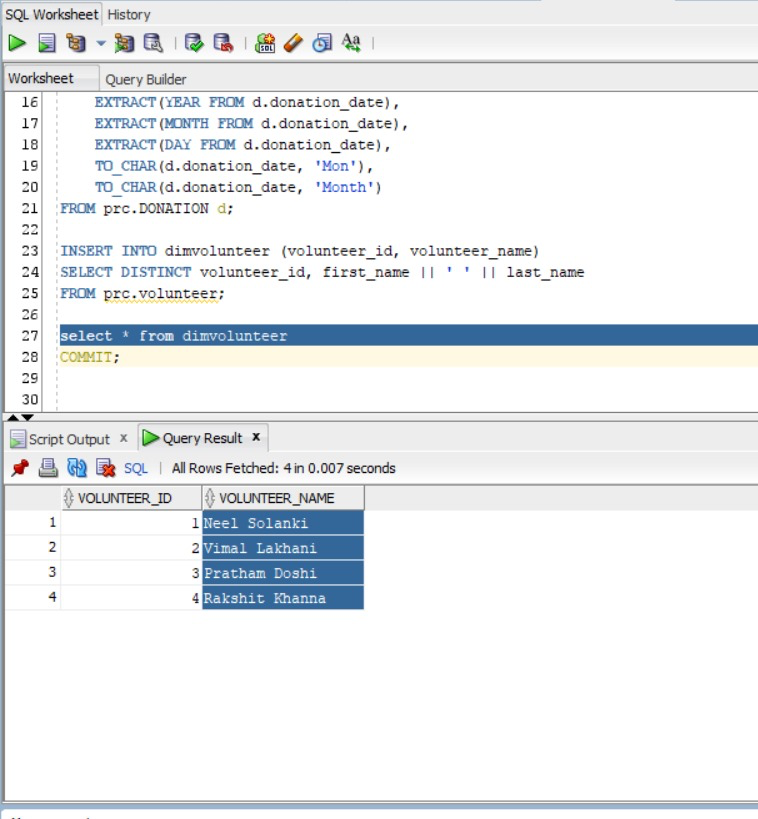 SQL Worksheet History
Worksheet Query Builder
16 EXTRACT(YEAR FROM d.donation_date),
17 EXTRACT(MONTH FROM d.donation_date),
18 EXTRACT(DAY FROM d.donation_date),
19 TO_CHAR(d.donation_date, 'Mon'),
20 TO_CHAR(d.donation_date, 'Month')
21 FROM prc.DONATION d;
22
23 INSERT INTO dimvolunteer (volunteer_id, volunteer_name)
24 SELECT DISTINCT volunteer_id, first_name || ' ' || last_name
25 FROM prc.volunteer;
26
27 select * from dimvolunteer
28 COMMIT;
29
30
Script Output x Query Result x
SQL | All Rows Fetched: 4 in 0.007 seconds
VOLUNTEER_ID VOLUNTEER_NAME
1 1 Neel Solanki
2 2 Vimal Lakhani
3 3 Pratham Doshi
4 4 Rakshit Khanna